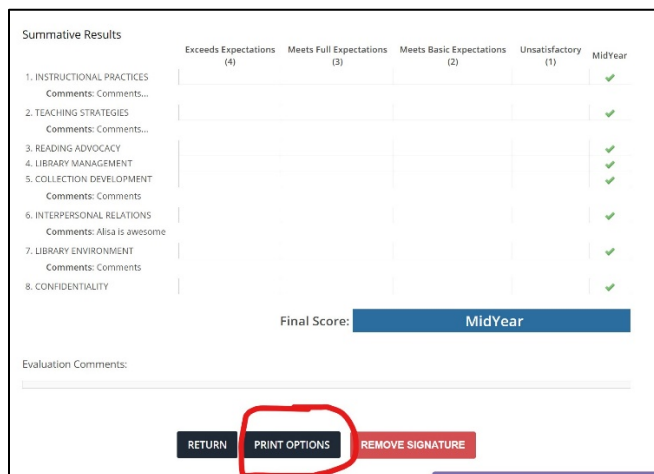 Summative Results
Exceeds Expectations (4) Meets Full Expectations (3) Meets Basic Expectations (2) Unsatisfactory (1) MidYear
1. INSTRUCTIONAL PRACTICES
Comments: Comments...
2. TEACHING STRATEGIES
Comments: Comments...
3. READING ADVOCACY
4. LIBRARY MANAGEMENT
5. COLLECTION DEVELOPMENT
Comments: Comments
6. INTERPERSONAL RELATIONS
Comments: Alisa is awesome
7. LIBRARY ENVIRONMENT
Comments: Comments
8. CONFIDENTIALITY
Final Score: MidYear
Evaluation Comments:
RETURN PRINT OPTIONS REMOVE SIGNATURE